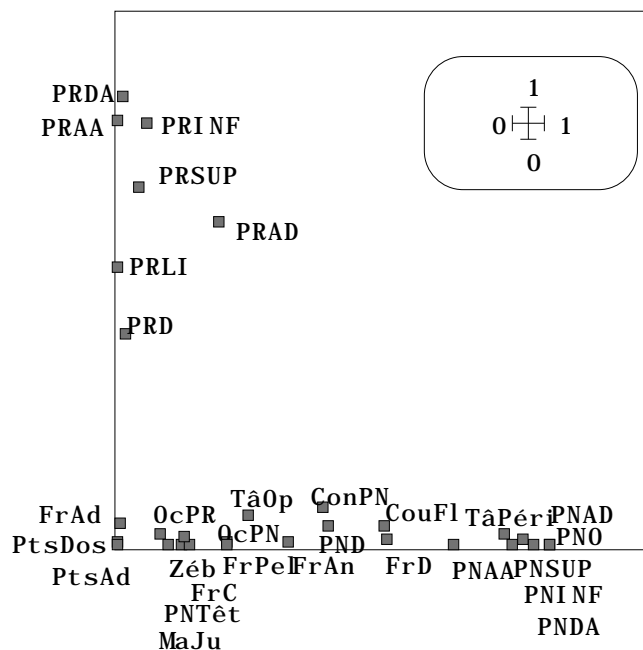 1
PRDA
PRAA PRINF 0 1
0
PRSUP
PRAD
PRLI
PRD
TâOp ConPN
FrAd OcPR CouFl TâPéri PNAD
PtsDos OcPN PND PNO
PtsAd Zéb FrPel FrAn FrD PNAA PNSUP
FrC PNINF
PNTêt
MaJu PNDA